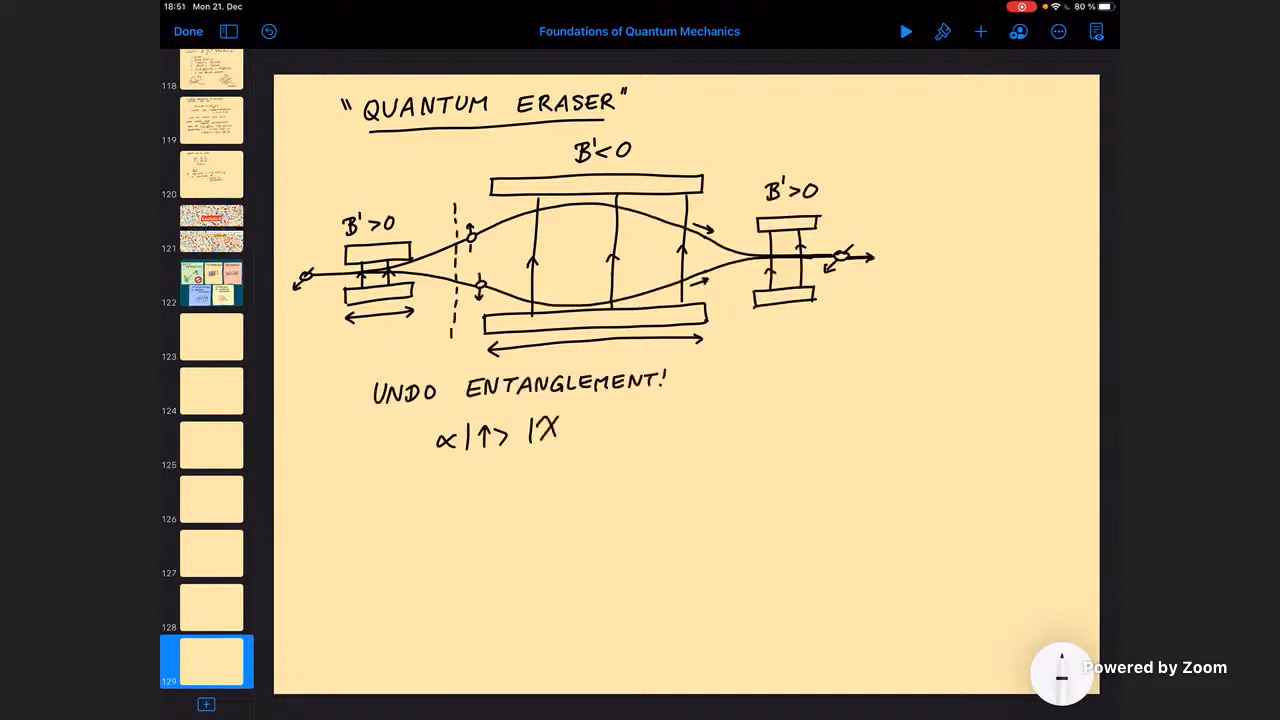 18:51 Mon 21. Dec
80 %
Done
Foundations of Quantum Mechanics
"QUANTUM ERASER"
B'<0
B'>0
B'>0
UNDO ENTANGLEMENT!
α|↑> |χ
118
119
120
121
122
123
124
125
126
127
128
129
Powered by Zoom